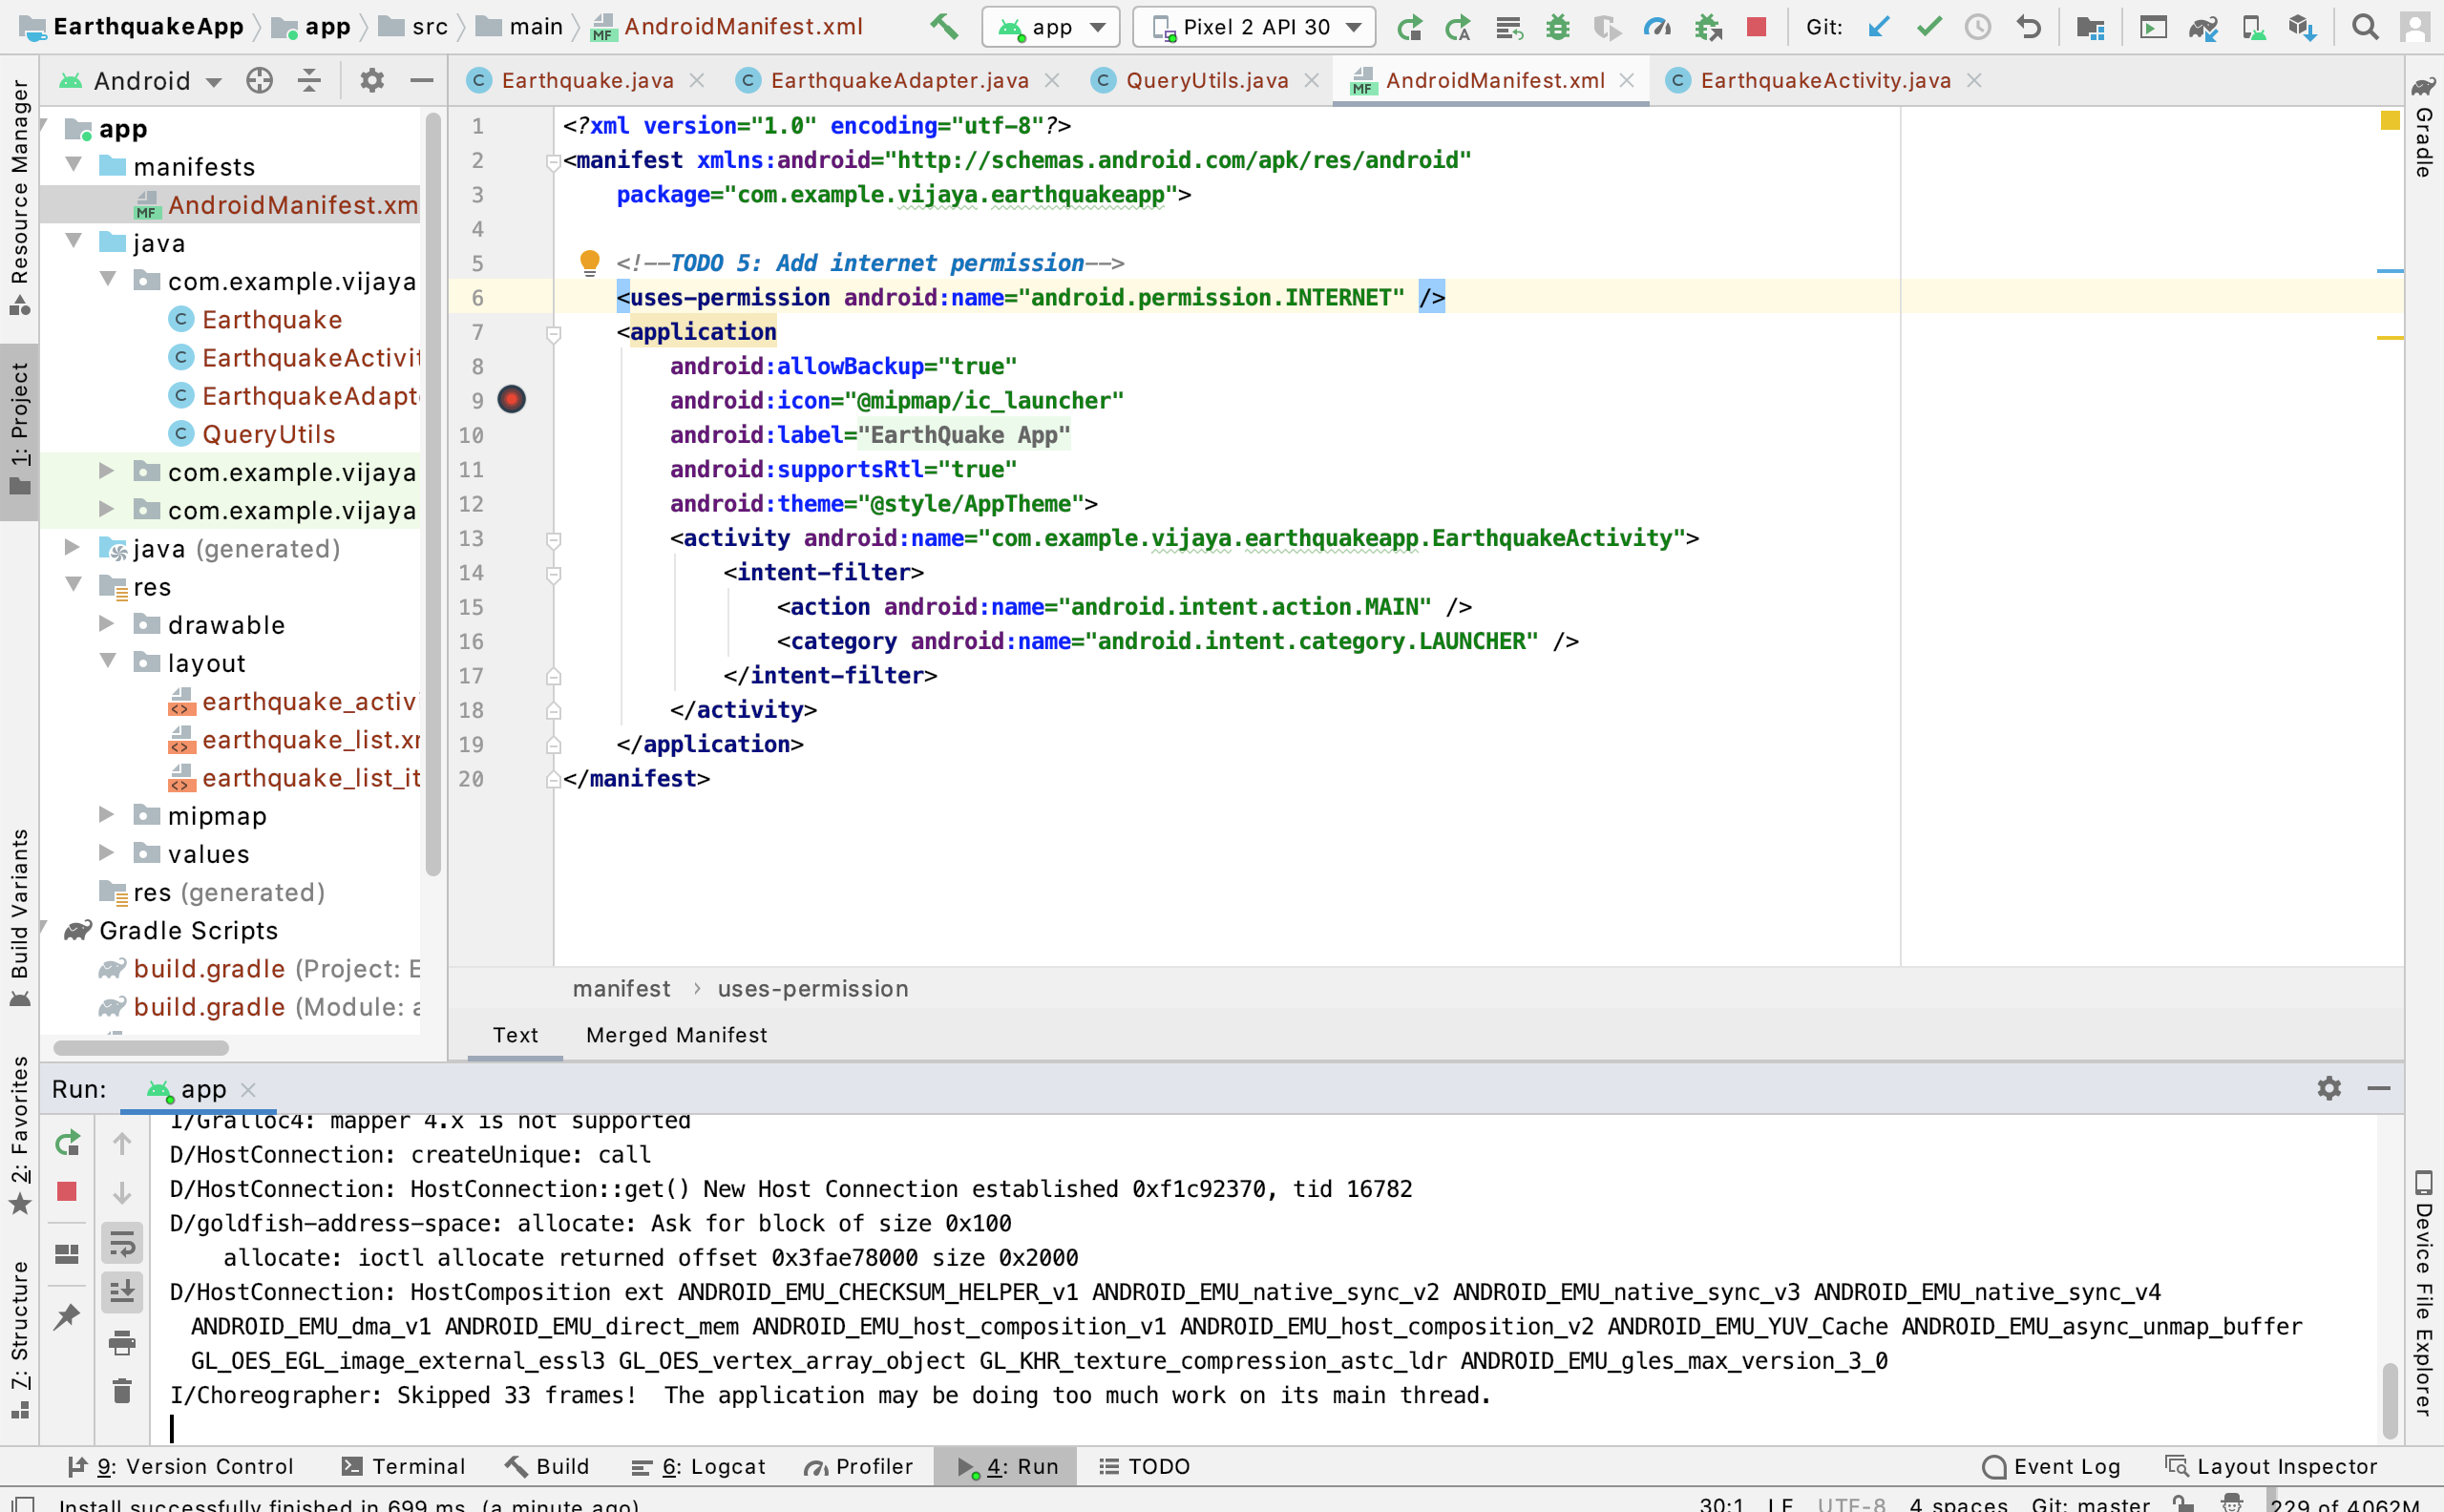 EarthquakeApp app src main AndroidManifest.xml app Pixel 2 API 30 Git:
Android
Earthquake.java EarthquakeAdapter.java QueryUtils.java AndroidManifest.xml EarthquakeActivity.java
Resource Manager
1: Project
Build Variants
2: Favorites
7: Structure
app
manifests
AndroidManifest.xm
java
com.example.vijaya
Earthquake
EarthquakeActivit
EarthquakeAdapt
QueryUtils
com.example.vijaya
com.example.vijaya
java (generated)
res
drawable
layout
earthquake_activ
earthquake_list.x
earthquake_list_it
mipmap
values
res (generated)
Gradle Scripts
build.gradle (Project: E
build.gradle (Module: a
1 <?xml version="1.0" encoding="utf-8"?>
2 <manifest xmlns:android="http://schemas.android.com/apk/res/android"
3 package="com.example.vijaya.earthquakeapp">
4
5 <!--TODO 5: Add internet permission-->
6 <uses-permission android:name="android.permission.INTERNET" />
7 <application
8 android:allowBackup="true"
9 android:icon="@mipmap/ic_launcher"
10 android:label="EarthQuake App"
11 android:supportsRtl="true"
12 android:theme="@style/AppTheme">
13 <activity android:name="com.example.vijaya.earthquakeapp.EarthquakeActivity">
14 <intent-filter>
15 <action android:name="android.intent.action.MAIN" />
16 <category android:name="android.intent.category.LAUNCHER" />
17 </intent-filter>
18 </activity>
19 </application>
20 </manifest>
manifest › uses-permission
Text Merged Manifest
Gradle
Device File Explorer
Run: app
I/Gralloc4: mapper 4.x is not supported
D/HostConnection: createUnique: call
D/HostConnection: HostConnection::get() New Host Connection established 0xf1c92370, tid 16782
D/goldfish-address-space: allocate: Ask for block of size 0x100
allocate: ioctl allocate returned offset 0x3fae78000 size 0x2000
D/HostConnection: HostComposition ext ANDROID_EMU_CHECKSUM_HELPER_v1 ANDROID_EMU_native_sync_v2 ANDROID_EMU_native_sync_v3 ANDROID_EMU_native_sync_v4
ANDROID_EMU_dma_v1 ANDROID_EMU_direct_mem ANDROID_EMU_host_composition_v1 ANDROID_EMU_host_composition_v2 ANDROID_EMU_YUV_Cache ANDROID_EMU_async_unmap_buffer
GL_OES_EGL_image_external_essl3 GL_OES_vertex_array_object GL_KHR_texture_compression_astc_ldr ANDROID_EMU_gles_max_version_3_0
I/Choreographer: Skipped 33 frames! The application may be doing too much work on its main thread.
9: Version Control Terminal Build 6: Logcat Profiler 4: Run TODO Event Log Layout Inspector
Install successfully finished in 699 ms. (a minute ago) 30:1 LF UTF-8 4 spaces Git: master 229 of 4062M